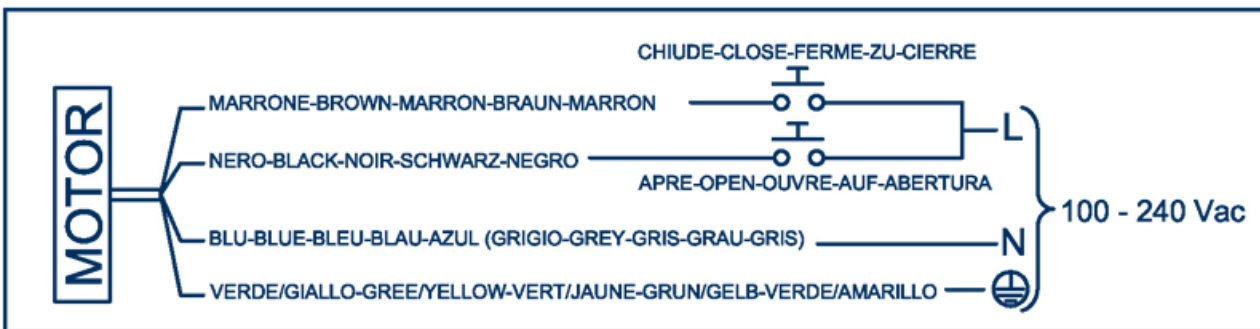 CHIUDE-CLOSE-FERME-ZU-CIERRE
MOTOR
MARRONE-BROWN-MARRON-BRAUN-MARRON
L
NERO-BLACK-NOIR-SCHWARZ-NEGRO
APRE-OPEN-OUVRE-AUF-ABERTURA
100 - 240 Vac
BLU-BLUE-BLEU-BLAU-AZUL (GRIGIO-GREY-GRIS-GRAU-GRIS)
N
VERDE/GIALLO-GREE/YELLOW-VERT/JAUNE-GRUN/GELB-VERDE/AMARILLO